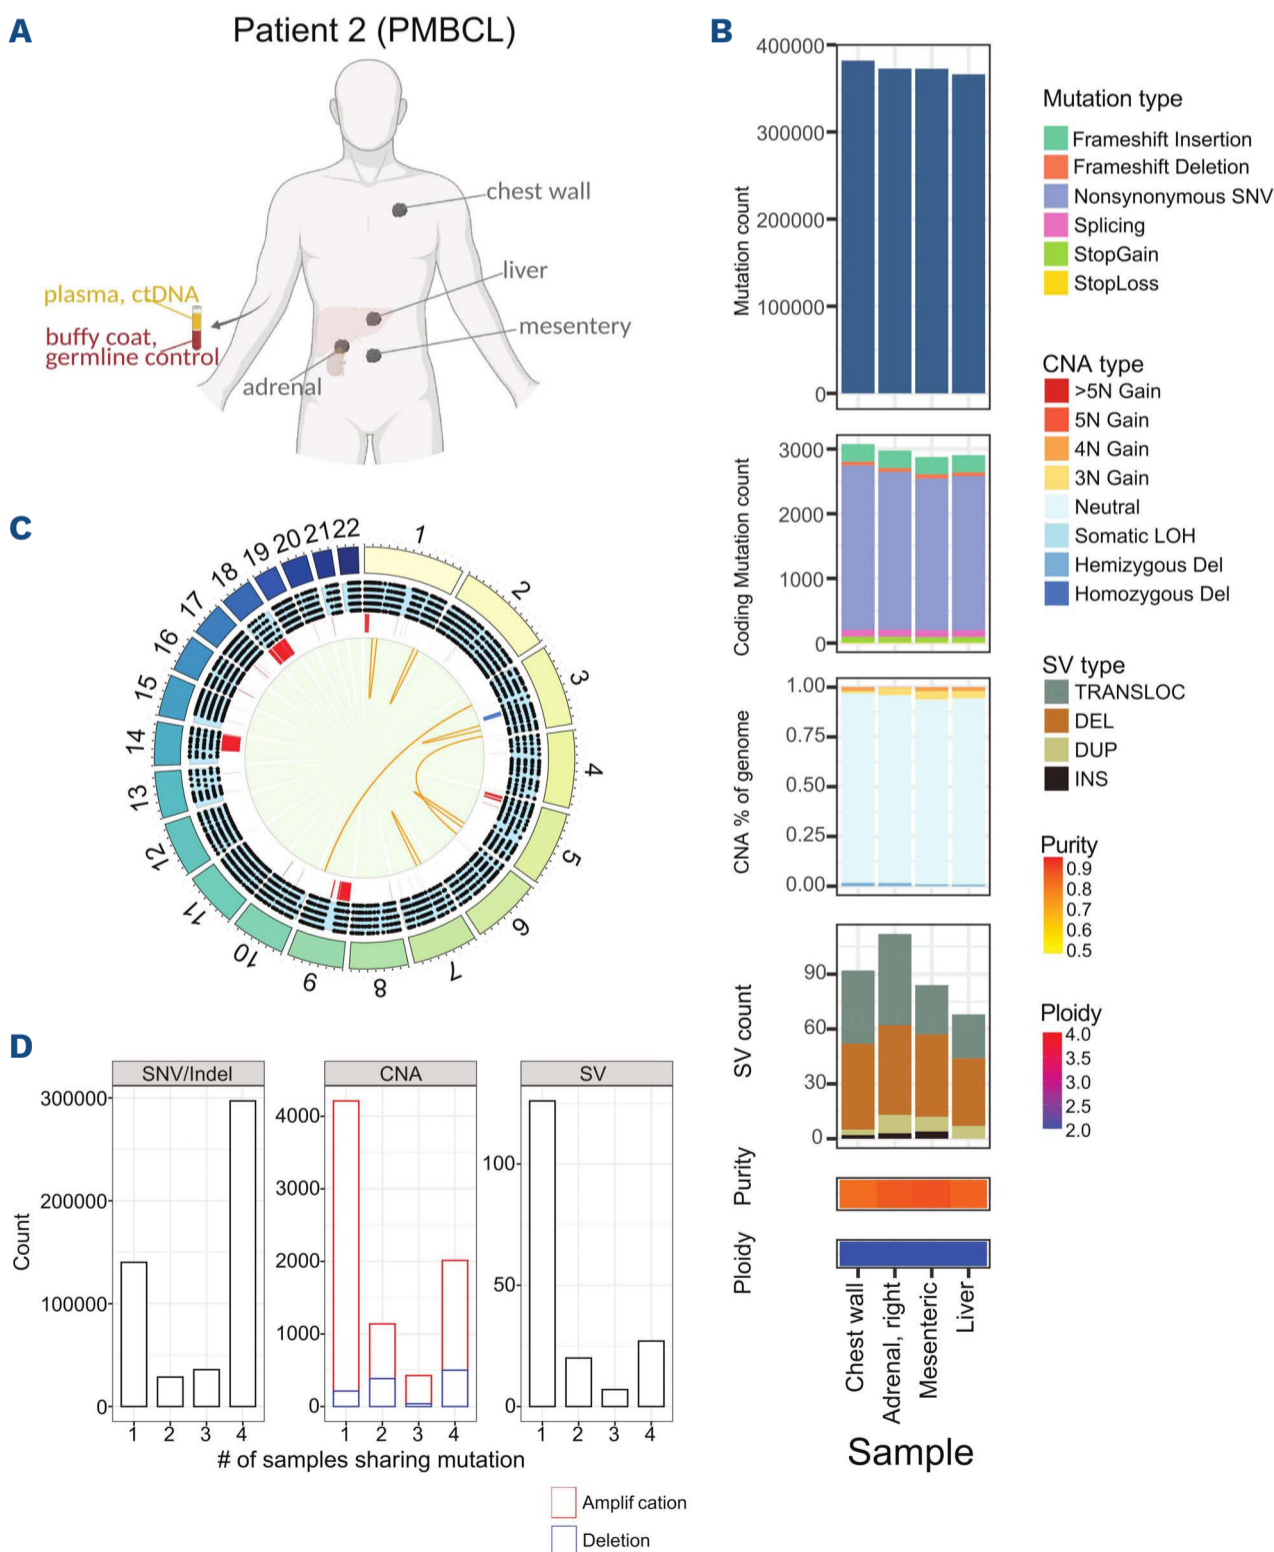 A
Patient 2 (PMBCL)
chest wall
liver
plasma, ctDNA
mesentery
buffy coat,
germline control
adrenal
B
400000
300000
200000
100000
0
Mutation count
3000
2000
1000
0
Coding Mutation count
1.00
0.75
0.50
0.25
0.00
CNA % of genome
90
60
30
0
SV count
Purity
Ploidy
Chest wall
Adrenal, right
Mesenteric
Liver
Sample
Mutation type
Frameshift Insertion
Frameshift Deletion
Nonsynonymous SNV
Splicing
StopGain
StopLoss
CNA type
>5N Gain
5N Gain
4N Gain
3N Gain
Neutral
Somatic LOH
Hemizygous Del
Homozygous Del
SV type
TRANSLOC
DEL
DUP
INS
Purity
0.9
0.8
0.7
0.6
0.5
Ploidy
4.0
3.5
3.0
2.5
2.0
C
1
2
3
4
5
6
7
8
9
10
11
12
13
14
15
16
17
18
19
20
21
22
D
SNV/Indel
CNA
SV
Count
300000
200000
100000
0
4000
3000
2000
1000
0
100
50
0
1 2 3 4
1 2 3 4
1 2 3 4
# of samples sharing mutation
Amplif cation
Deletion